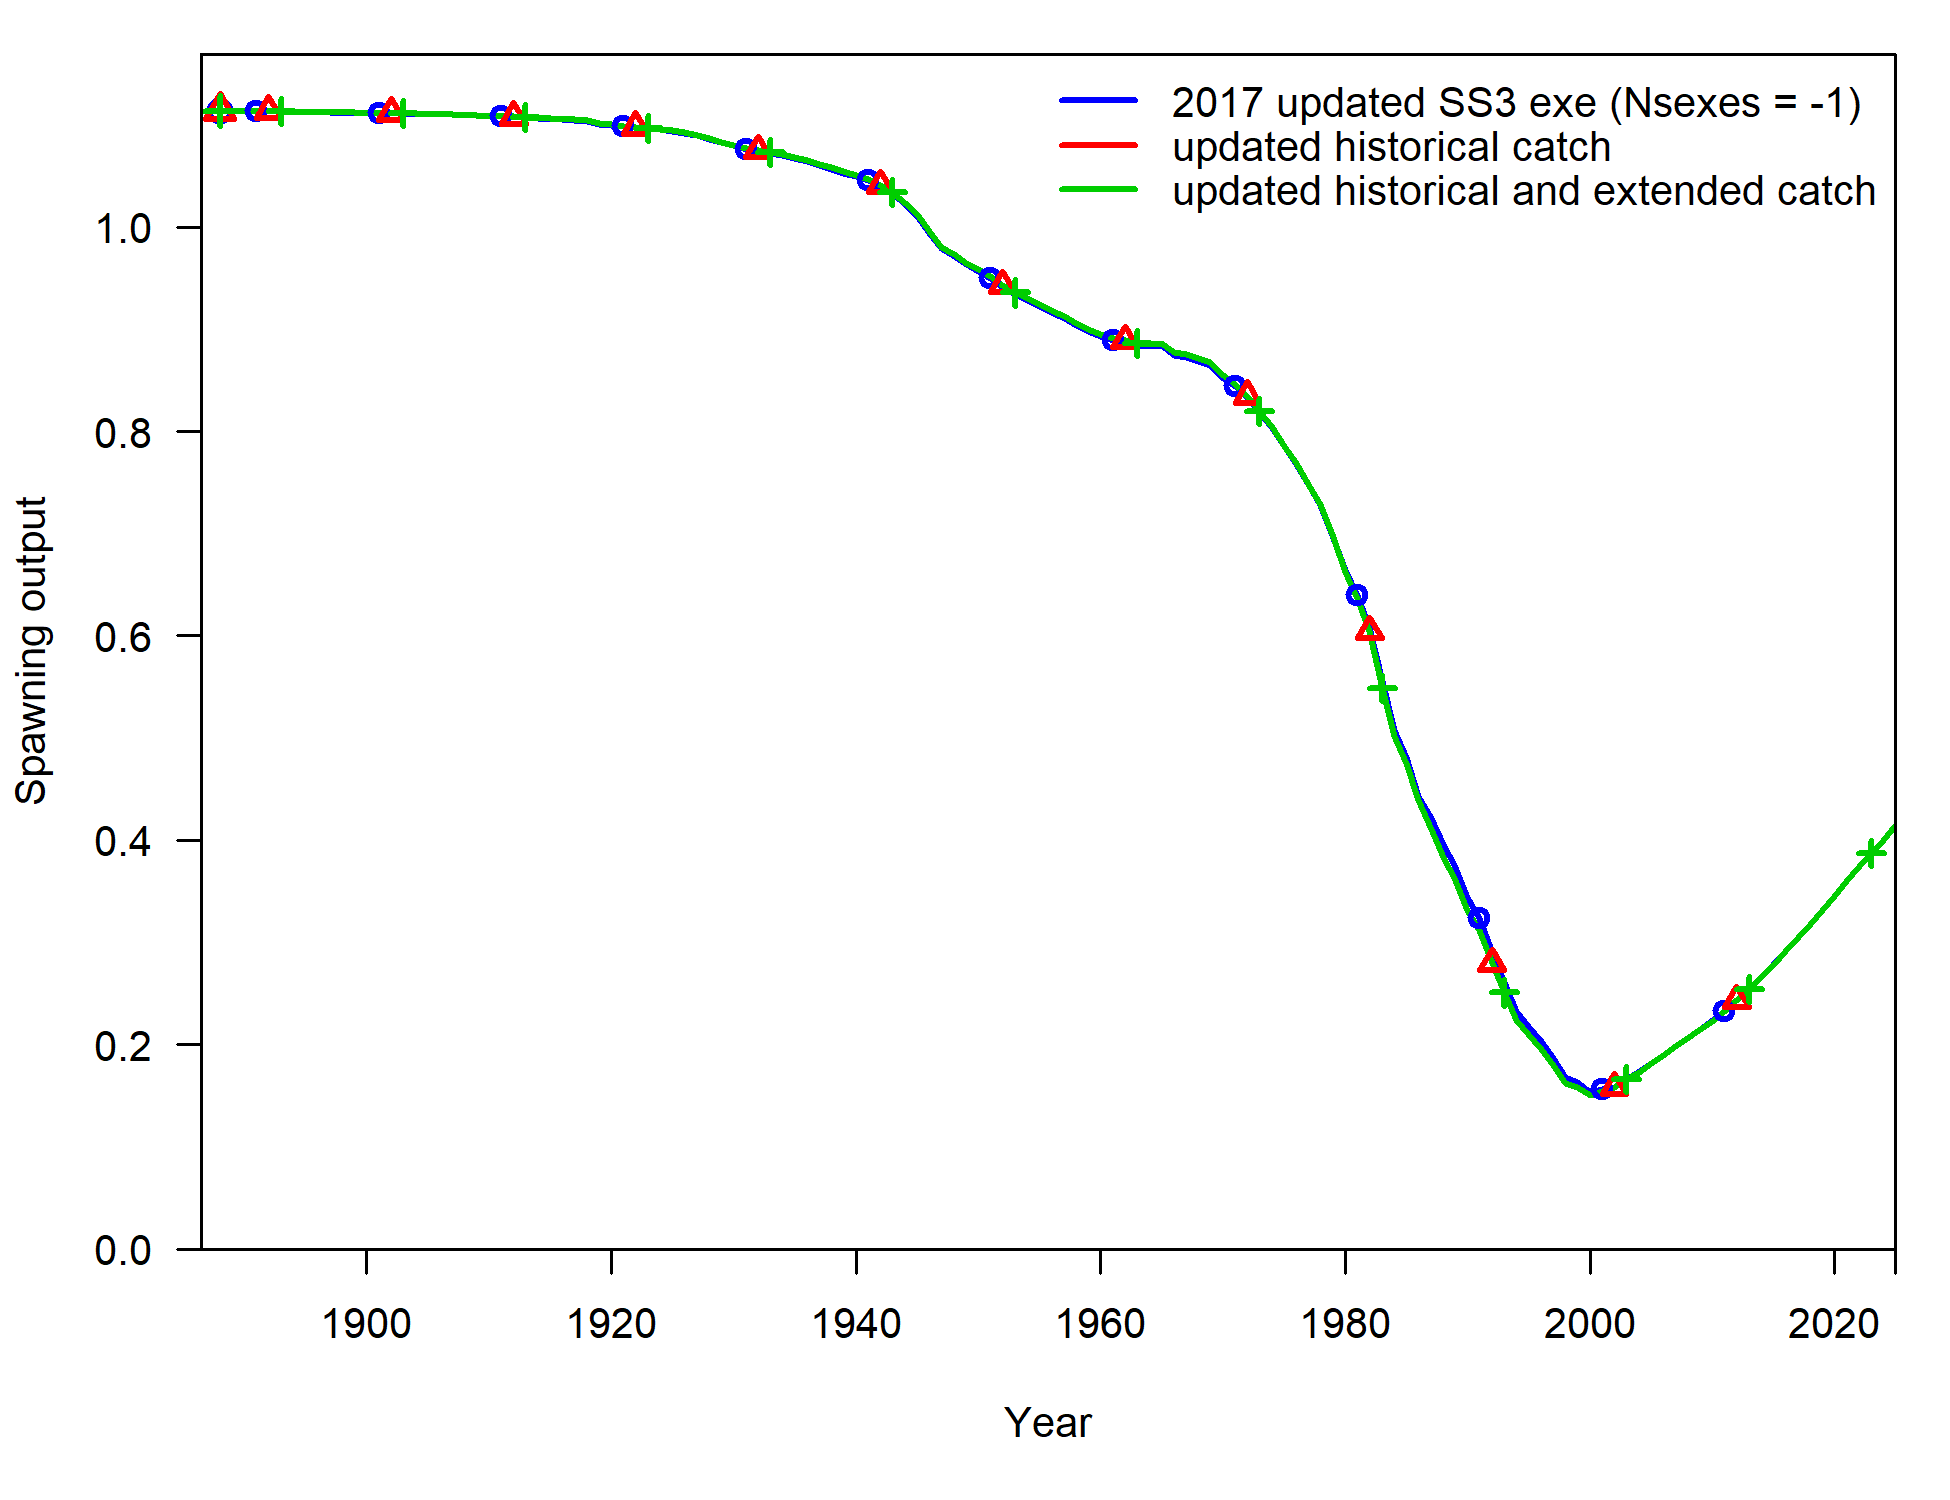 2017 updated SS3 exe (Nsexes = -1)
updated historical catch
updated historical and extended catch
1.0
0.8
0.6
0.4
0.2
0.0
Spawning output
1900 1920 1940 1960 1980 2000 2020
Year